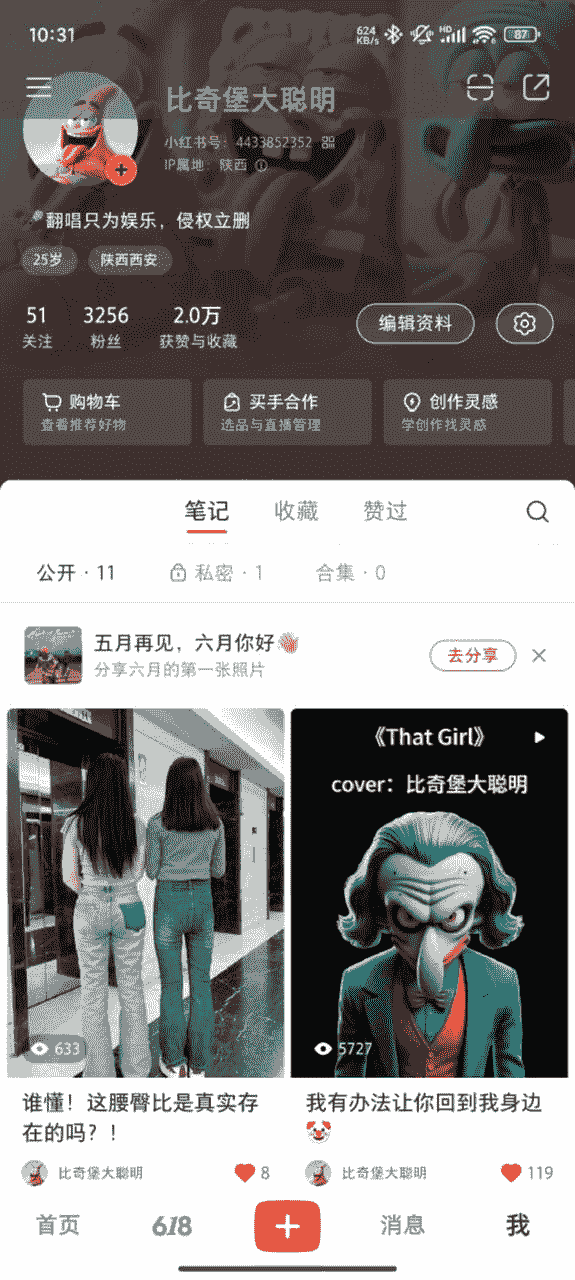 10:31
624 KB/s HD 87
比奇堡大聪明
小红书号：4433852352
IP属地：陕西
翻唱只为娱乐，侵权立删
25岁 陕西西安
51 3256 2.0万
关注 粉丝 获赞与收藏
编辑资料
购物车 买手合作 创作灵感
查看推荐好物 选品与直播管理 学创作找灵感
笔记 收藏 赞过
公开 · 11 私密 · 1 合集 · 0
五月再见，六月你好
分享六月的第一张照片
去分享
《That Girl》
cover：比奇堡大聪明
633 5727
谁懂！这腰臀比是真实存
在的吗？！
我有办法让你回到我身边
比奇堡大聪明 8 比奇堡大聪明 119
首页 618 消息 我